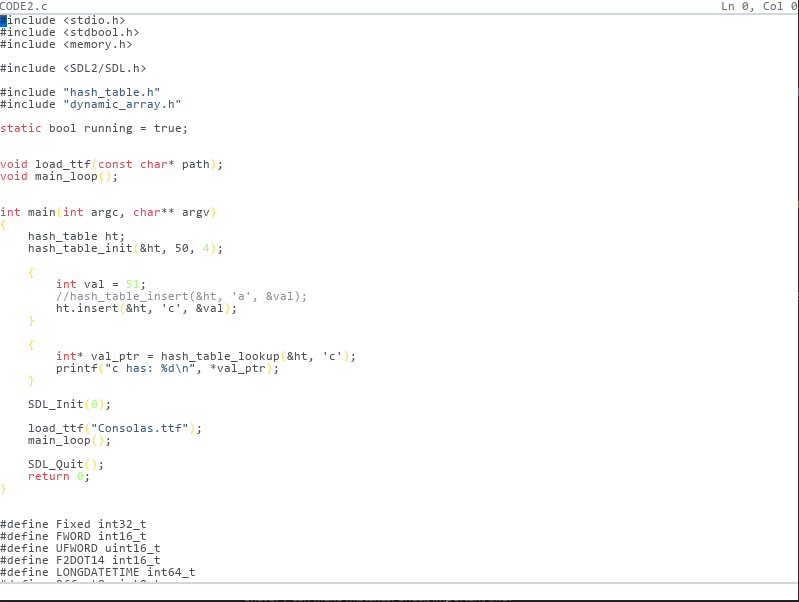 CODE2.c Ln 0, Col 0
#include <stdio.h>
#include <stdbool.h>
#include <memory.h>
#include <SDL2/SDL.h>
#include "hash_table.h"
#include "dynamic_array.h"
static bool running = true;
void load_ttf(const char* path);
void main_loop();
int main(int argc, char** argv)
{
    hash_table ht;
    hash_table_init(&ht, 50, 4);
    {
        int val = 51;
        //hash_table_insert(&ht, 'a', &val);
        ht.insert(&ht, 'c', &val);
    }
    {
        int* val_ptr = hash_table_lookup(&ht, 'c');
        printf("c has: %d\n", *val_ptr);
    }
    SDL_Init(0);
    load_ttf("Consolas.ttf");
    main_loop();
    SDL_Quit();
    return 0;
}
#define Fixed int32_t
#define FWORD int16_t
#define UFWORD uint16_t
#define F2DOT14 int16_t
#define LONGDATETIME int64_t